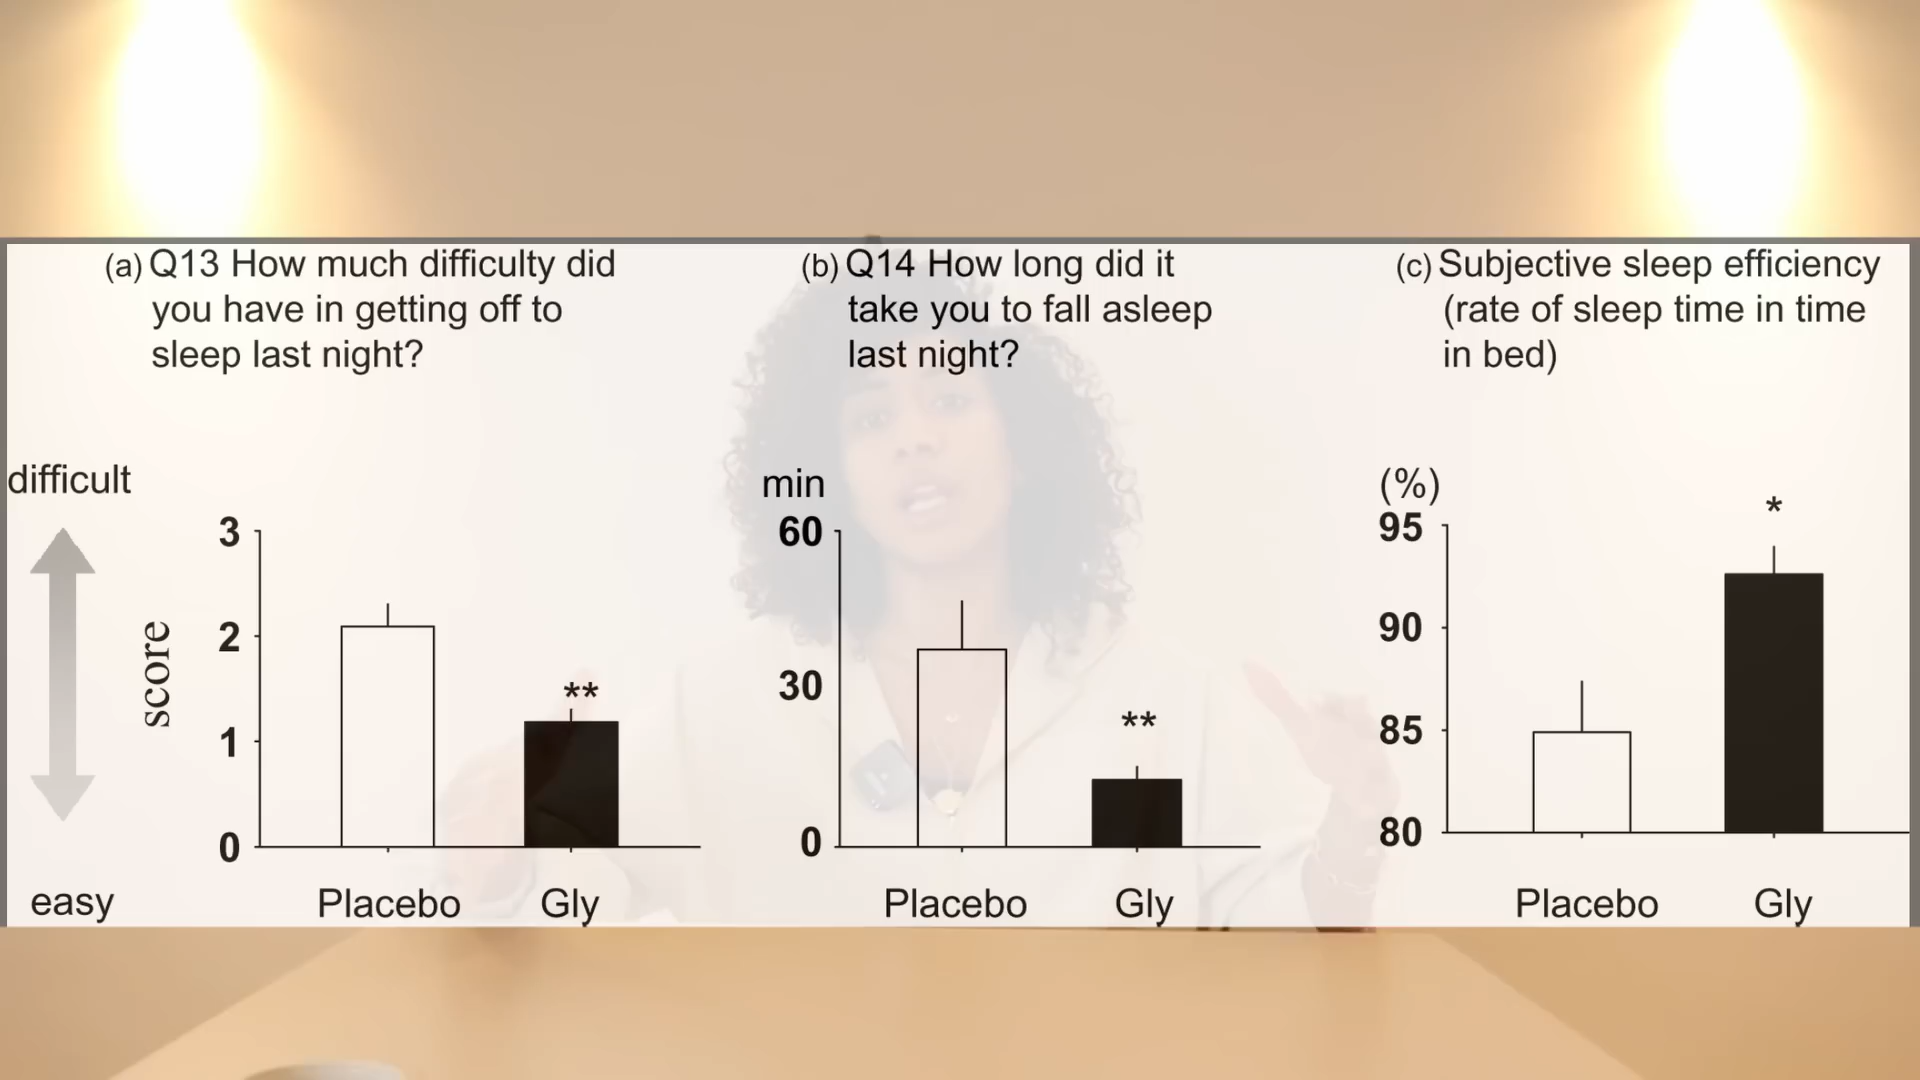 (a) Q13 How much difficulty did
you have in getting off to
sleep last night?
difficult
score
3
2
1
0
**
easy
Placebo Gly
(b) Q14 How long did it
take you to fall asleep
last night?
min
60
30
0
**
Placebo Gly
(c) Subjective sleep efficiency
(rate of sleep time in time
in bed)
(%)
95
90
85
80
*
Placebo Gly